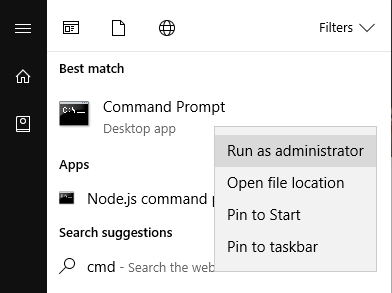 Filters
Best match
Command Prompt
Desktop app
Run as administrator
Apps
Open file location
Node.js command
Pin to Start
Search suggestions
Pin to taskbar
cmd - Search the web